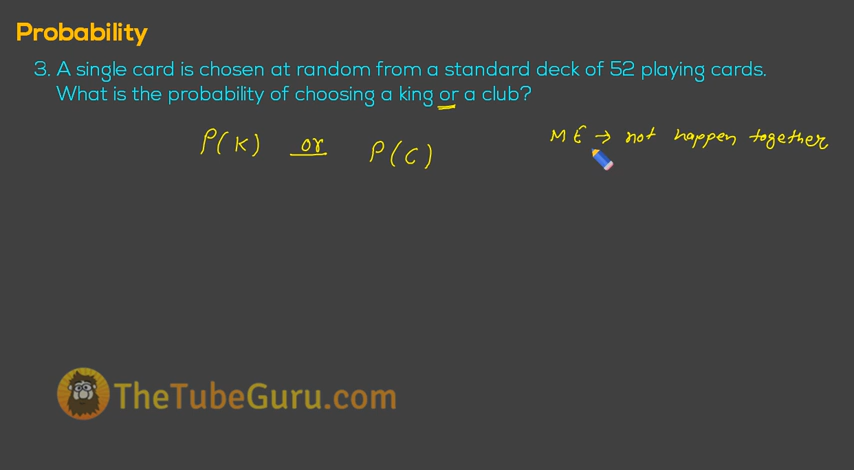 Probability
3. A single card is chosen at random from a standard deck of 52 playing cards.
What is the probability of choosing a king or a club?
P(K) or P(C)
ME → not happen together
TheTubeGuru.com